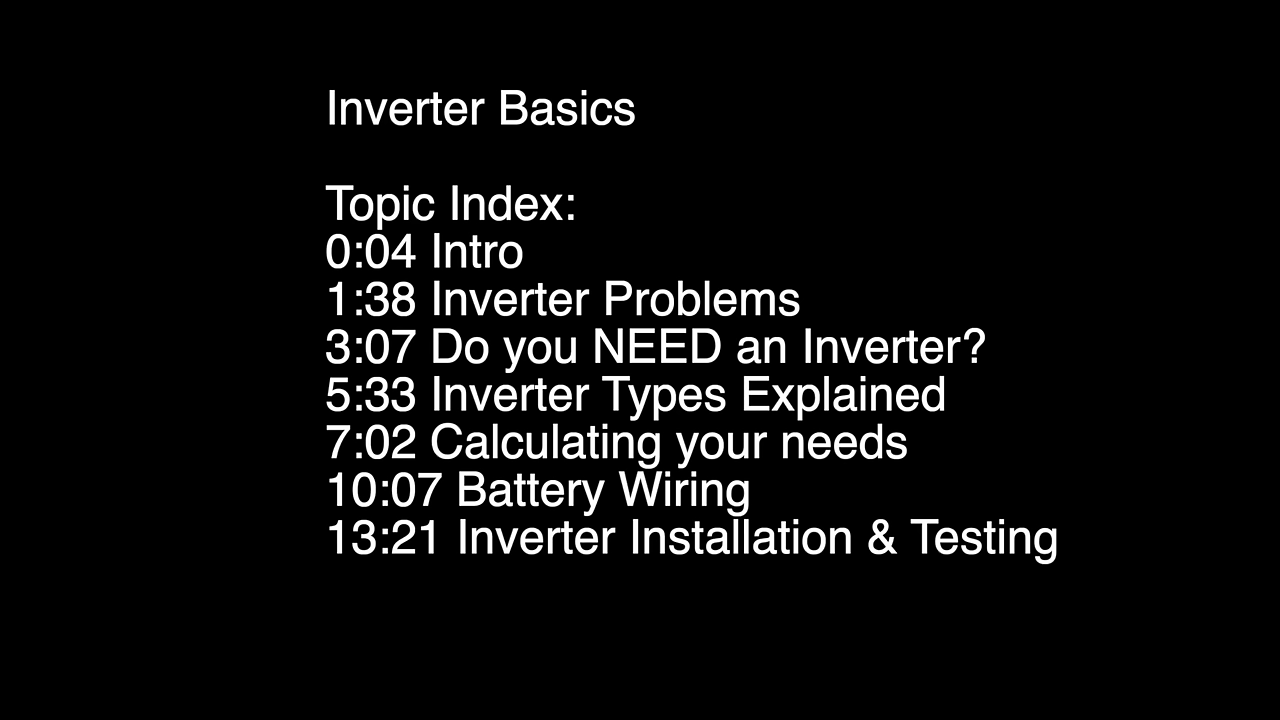 Inverter Basics
Topic Index:
0:04 Intro
1:38 Inverter Problems
3:07 Do you NEED an Inverter?
5:33 Inverter Types Explained
7:02 Calculating your needs
10:07 Battery Wiring
13:21 Inverter Installation & Testing